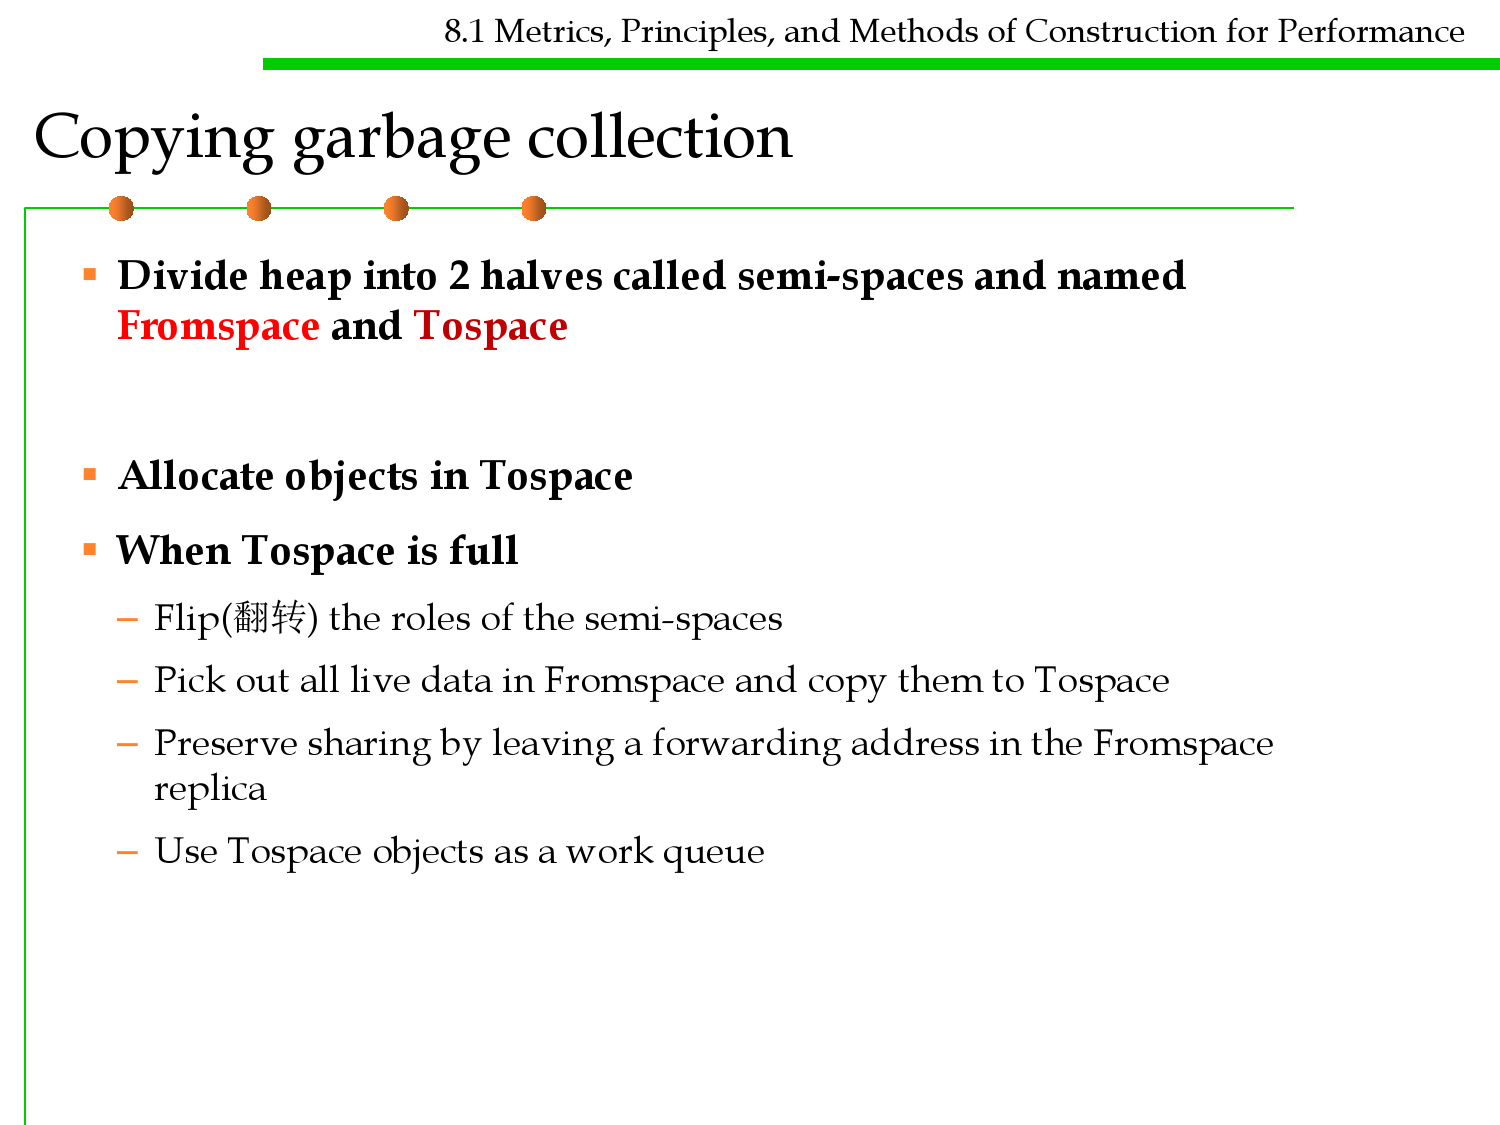 8.1 Metrics, Principles, and Methods of Construction for Performance
Copying garbage collection
▪ Divide heap into 2 halves called semi-spaces and named
Fromspace and Tospace
▪ Allocate objects in Tospace
▪ When Tospace is full
– Flip(翻转) the roles of the semi-spaces
– Pick out all live data in Fromspace and copy them to Tospace
– Preserve sharing by leaving a forwarding address in the Fromspace
replica
– Use Tospace objects as a work queue